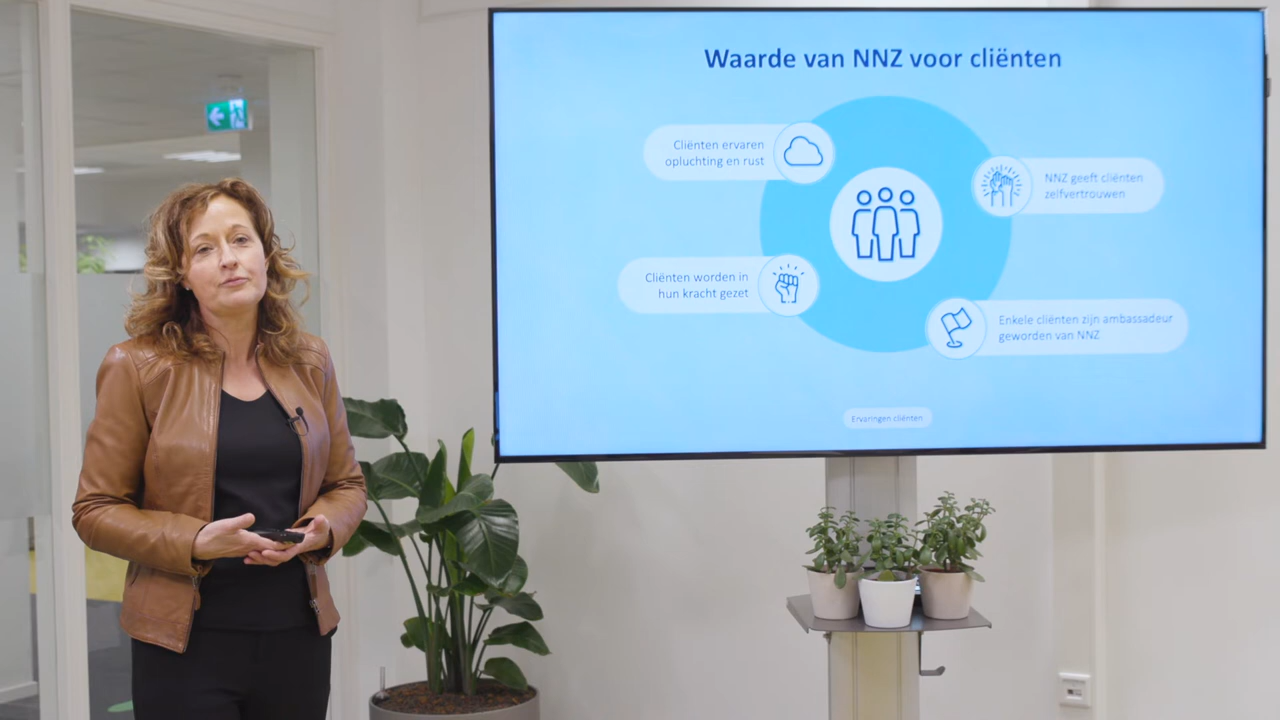 Waarde van NNZ voor cliënten
Cliënten ervaren
opluchting en rust
NNZ geeft cliënten
zelfvertrouwen
Cliënten worden in
hun kracht gezet
Enkele cliënten zijn ambassadeur
geworden van NNZ
Ervaringen cliënten